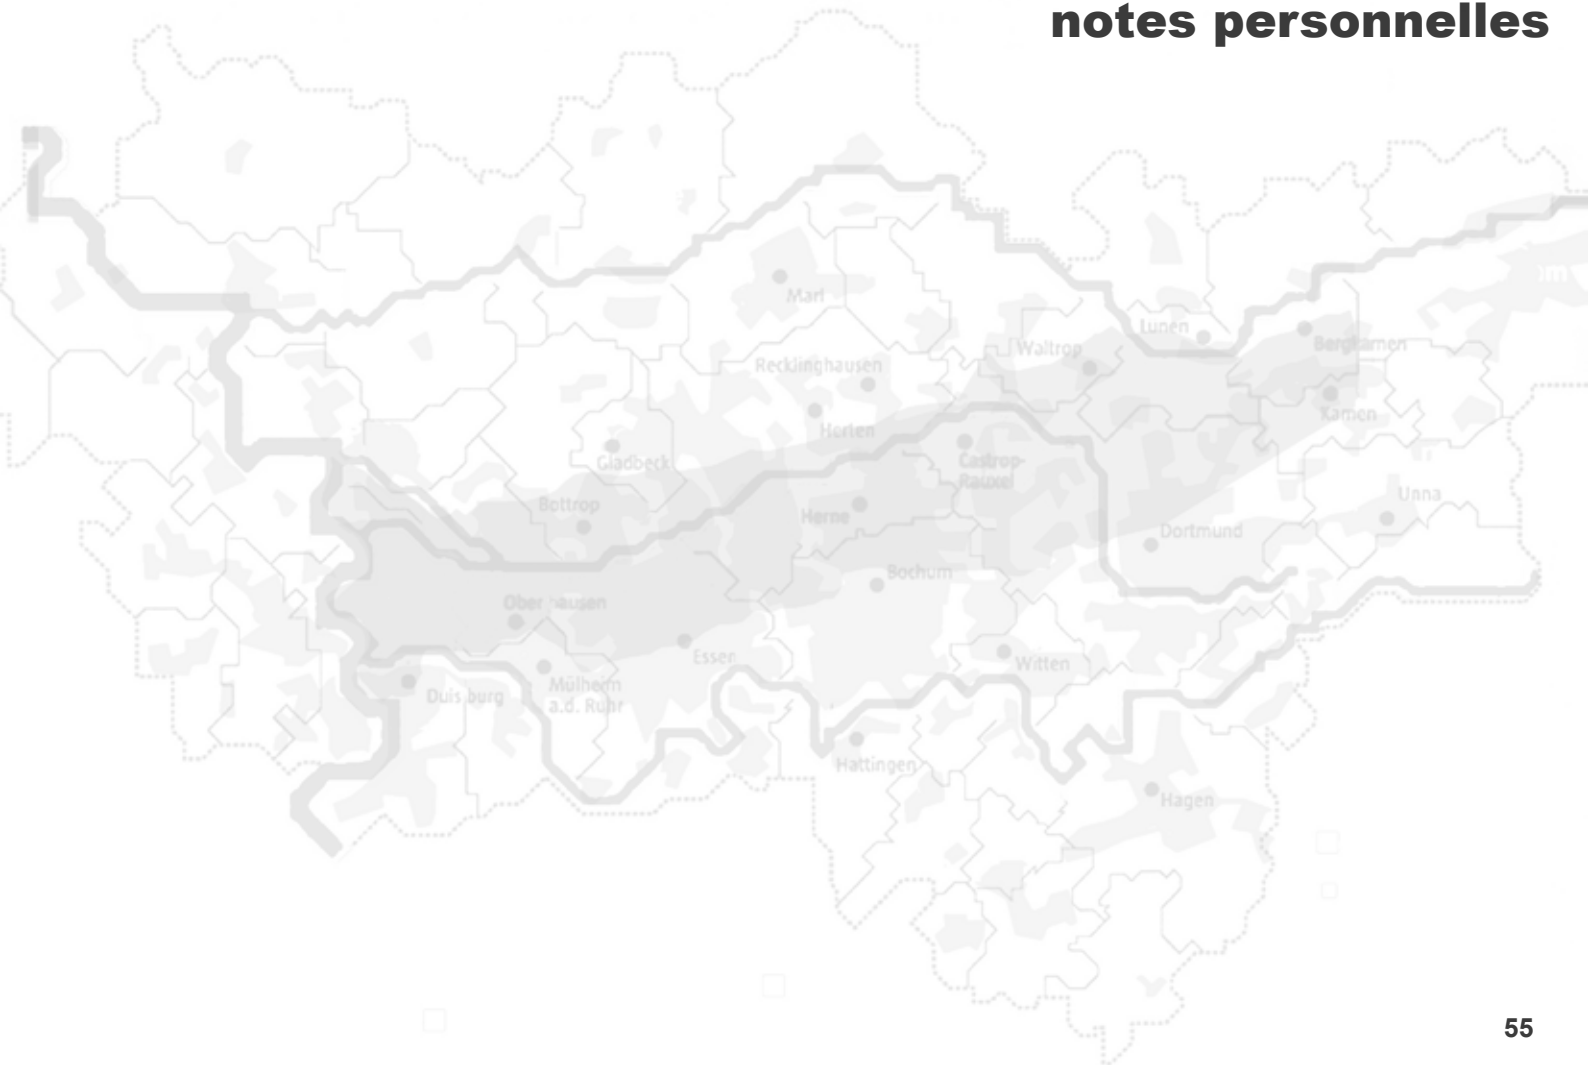 notes personnelles
Marl
Lunen
Bergkamen
Waltrop
Recklinghausen
Kamen
Herten
Castrop-
Rauxel
Gladbeck
Unna
Bottrop
Herne
Dortmund
Bochum
Oberhausen
Essen
Witten
Mülheim
a.d. Ruhr
Duisburg
Hattingen
Hagen
55